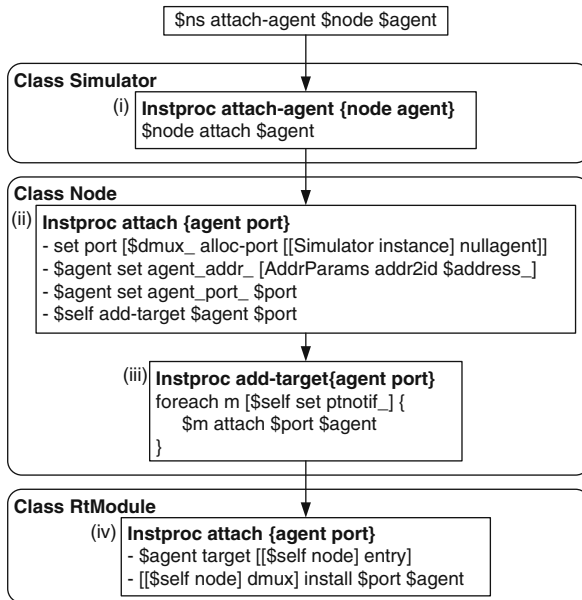 $ns attach-agent $node $agent
Class Simulator
(i) Instproc attach-agent {node agent}
$node attach $agent
Class Node
(ii) Instproc attach {agent port}
- set port [$dmux_ alloc-port [[Simulator instance] nullagent]]
- $agent set agent_addr_ [AddrParams addr2id $address_]
- $agent set agent_port_ $port
- $self add-target $agent $port
(iii) Instproc add-target{agent port}
foreach m [$self set ptnotif_] {
$m attach $port $agent
}
Class RtModule
(iv) Instproc attach {agent port}
- $agent target [[$self node] entry]
- [[$self node] dmux] install $port $agent